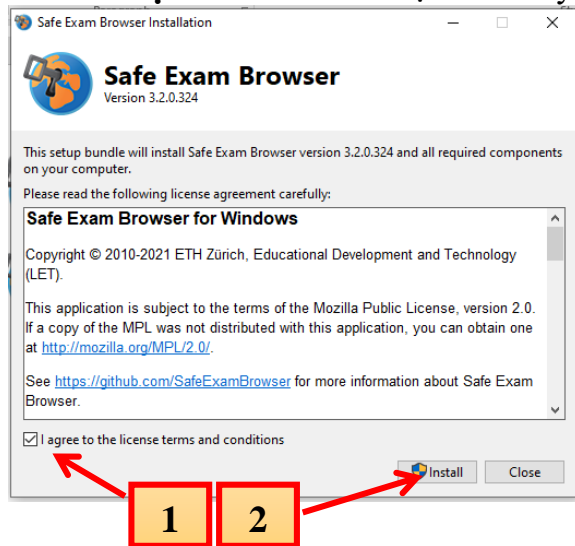 Safe Exam Browser Installation
Safe Exam Browser
Version 3.2.0.324
This setup bundle will install Safe Exam Browser version 3.2.0.324 and all required components
on your computer.
Please read the following license agreement carefully:
Safe Exam Browser for Windows
Copyright © 2010-2021 ETH Zürich, Educational Development and Technology
(LET).
This application is subject to the terms of the Mozilla Public License, version 2.0.
If a copy of the MPL was not distributed with this application, you can obtain one
at http://mozilla.org/MPL/2.0/.
See https://github.com/SafeExamBrowser for more information about Safe Exam
Browser.
I agree to the license terms and conditions
Install Close
1 2